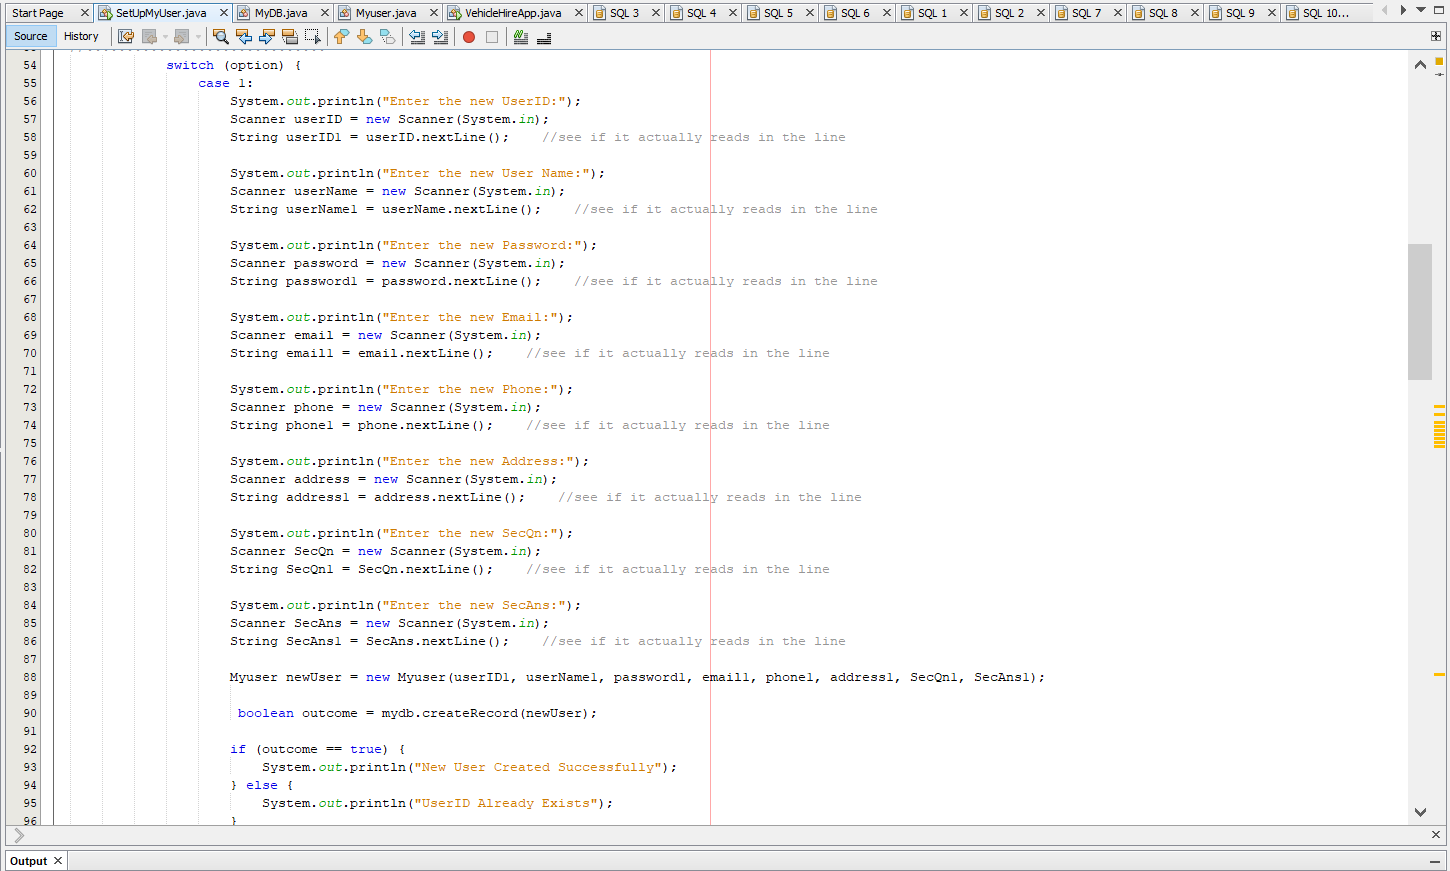 Start Page SetUpMyUser.java MyDB.java Myuser.java VehicleHireApp.java SQL 3 SQL 4 SQL 5 SQL 6 SQL 1 SQL 2 SQL 7 SQL 8 SQL 9 SQL 10...
Source History
54 switch (option) {
55 case 1:
56 System.out.println("Enter the new UserID:");
57 Scanner userID = new Scanner(System.in);
58 String userID1 = userID.nextLine(); //see if it actually reads in the line
59
60 System.out.println("Enter the new User Name:");
61 Scanner userName = new Scanner(System.in);
62 String userName1 = userName.nextLine(); //see if it actually reads in the line
63
64 System.out.println("Enter the new Password:");
65 Scanner password = new Scanner(System.in);
66 String password1 = password.nextLine(); //see if it actually reads in the line
67
68 System.out.println("Enter the new Email:");
69 Scanner email = new Scanner(System.in);
70 String email1 = email.nextLine(); //see if it actually reads in the line
71
72 System.out.println("Enter the new Phone:");
73 Scanner phone = new Scanner(System.in);
74 String phone1 = phone.nextLine(); //see if it actually reads in the line
75
76 System.out.println("Enter the new Address:");
77 Scanner address = new Scanner(System.in);
78 String address1 = address.nextLine(); //see if it actually reads in the line
79
80 System.out.println("Enter the new SecQn:");
81 Scanner SecQn = new Scanner(System.in);
82 String SecQn1 = SecQn.nextLine(); //see if it actually reads in the line
83
84 System.out.println("Enter the new SecAns:");
85 Scanner SecAns = new Scanner(System.in);
86 String SecAns1 = SecAns.nextLine(); //see if it actually reads in the line
87
88 Myuser newUser = new Myuser(userID1, userName1, password1, email1, phone1, address1, SecQn1, SecAns1);
89
90 boolean outcome = mydb.createRecord(newUser);
91
92 if (outcome == true) {
93 System.out.println("New User Created Successfully");
94 } else {
95 System.out.println("UserID Already Exists");
96 }
Output